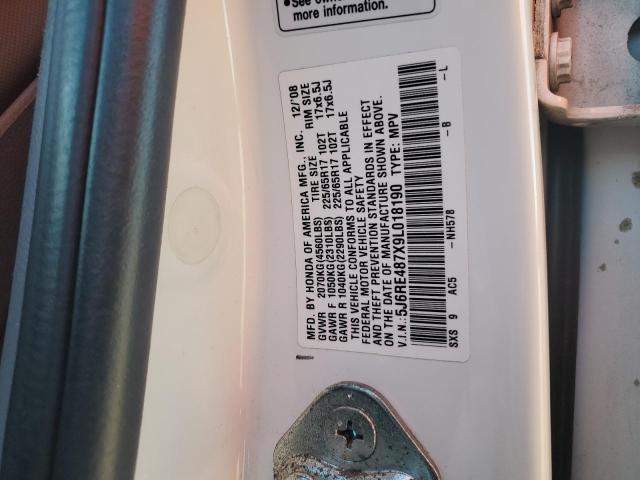 •See own
more information.
MFD. BY HONDA OF AMERICA MFG., INC. 12/'08
TIRE SIZE RIM SIZE
GVWR 2070KG(4560LBS)
GAWR F 1050KG(2310LBS) 225/65R17 102T 17x6.5J
GAWR R 1040KG(2290LBS) 225/65R17 102T 17x6.5J
THIS VEHICLE CONFORMS TO ALL APPLICABLE
FEDERAL MOTOR VEHICLE SAFETY
AND THEFT PREVENTION STANDARDS IN EFFECT
ON THE DATE OF MANUFACTURE SHOWN ABOVE.
V.I.N.: 5J6RE487X9L018190 TYPE: MPV
SXS 9 AC5 –NH578 –B –L